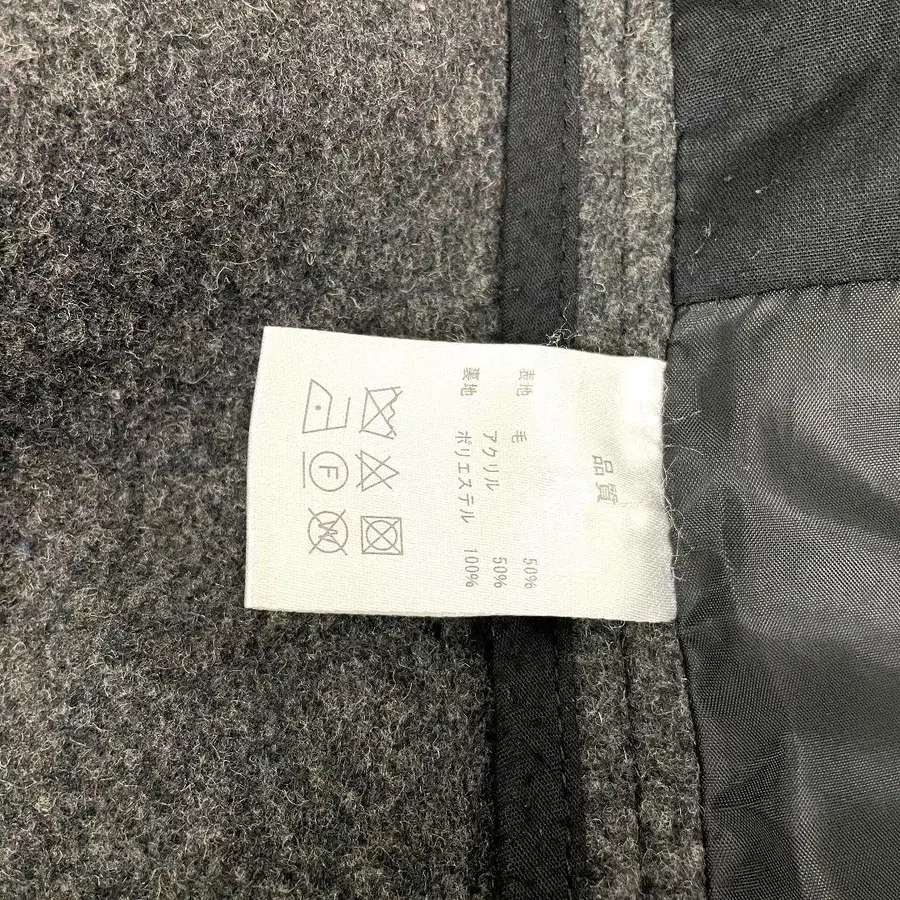 品質
表地 毛 50%
アクリル 50%
裏地 ポリエステル 100%
F
W